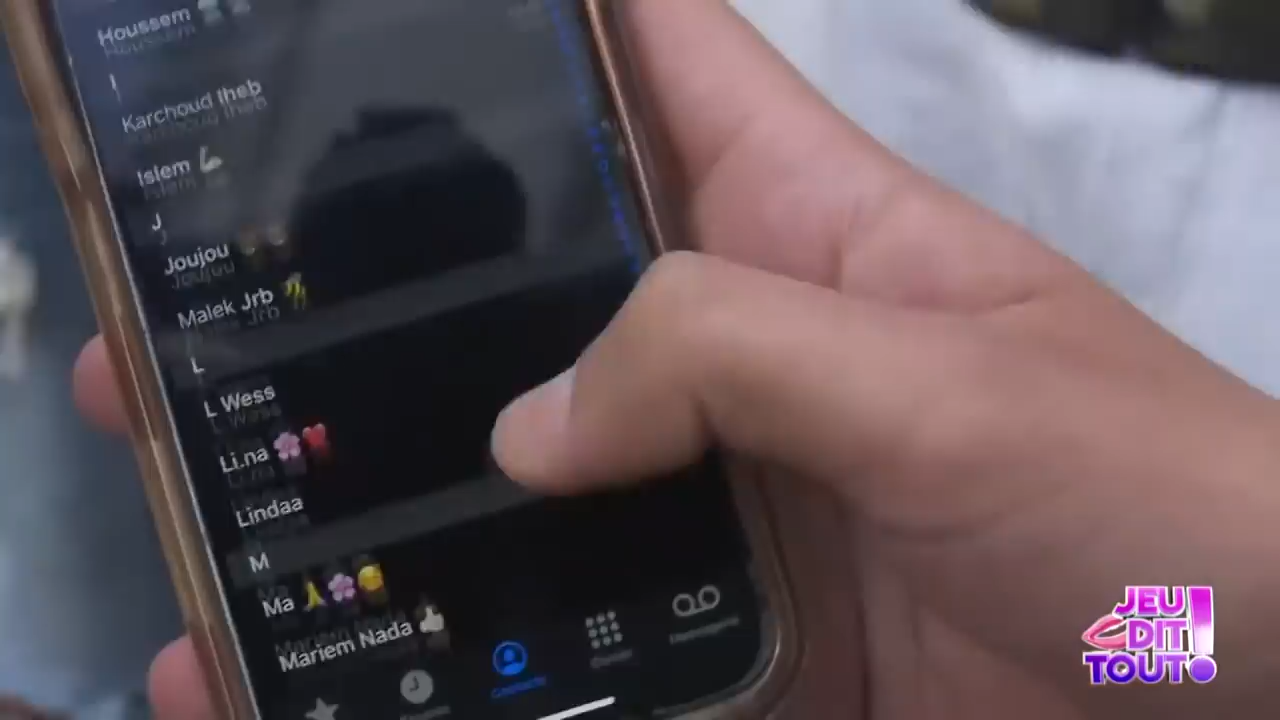 Houssem
I
Karchoud Iheb
Islem 💪
J
Joujou
Malek Jrb 🐝
L
L Wess
Li.na 🌸❤️
Lindaa
M
Ma 🙏🌸😊
Mariem Nada 👍
JEU
DIT
TOUT!